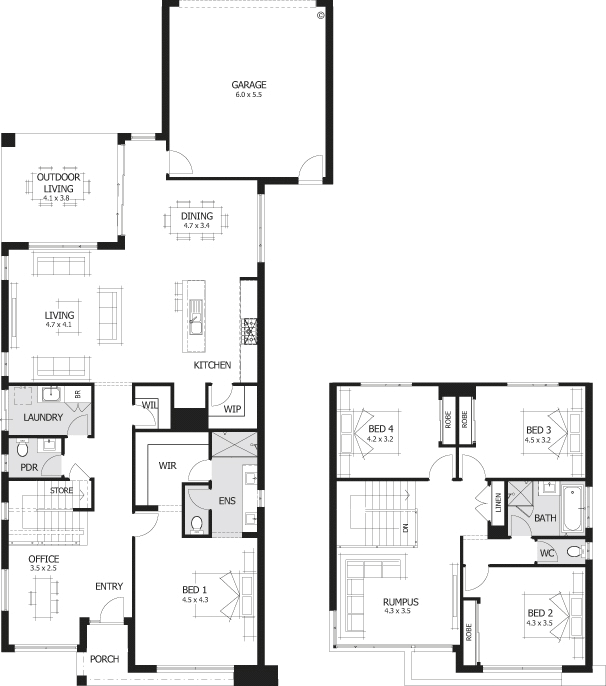 ©
GARAGE
6.0 x 5.5
OUTDOOR
LIVING
4.1 x 3.8
DINING
4.7 x 3.4
LIVING
4.7 x 4.1
KITCHEN
BR
LAUNDRY
WIL
WIP
PDR
WIR
STORE
ENS
OFFICE
3.5 x 2.5
ENTRY
BED 1
4.5 x 4.3
PORCH
BED 4
4.2 x 3.2
ROBE
ROBE
BED 3
4.5 x 3.2
LINEN
BATH
DN
WC
RUMPUS
4.3 x 3.5
BED 2
4.3 x 3.5
ROBE